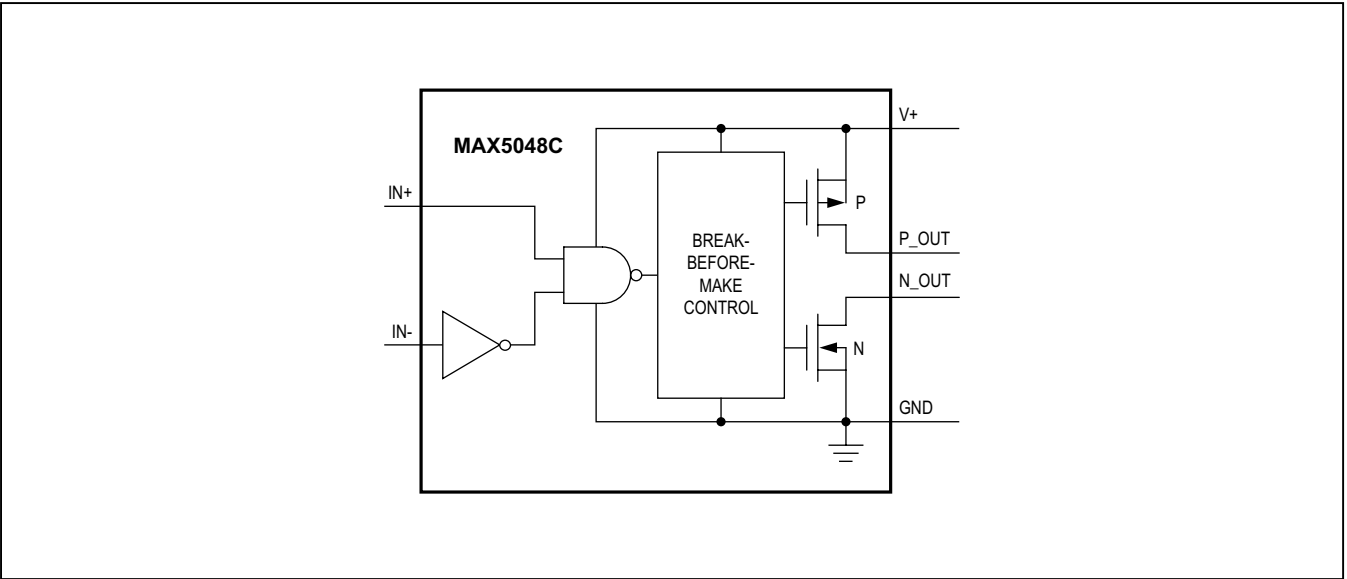 MAX5048C
V+
IN+
P
P_OUT
BREAK-
BEFORE-
MAKE
CONTROL
N_OUT
IN-
N
GND